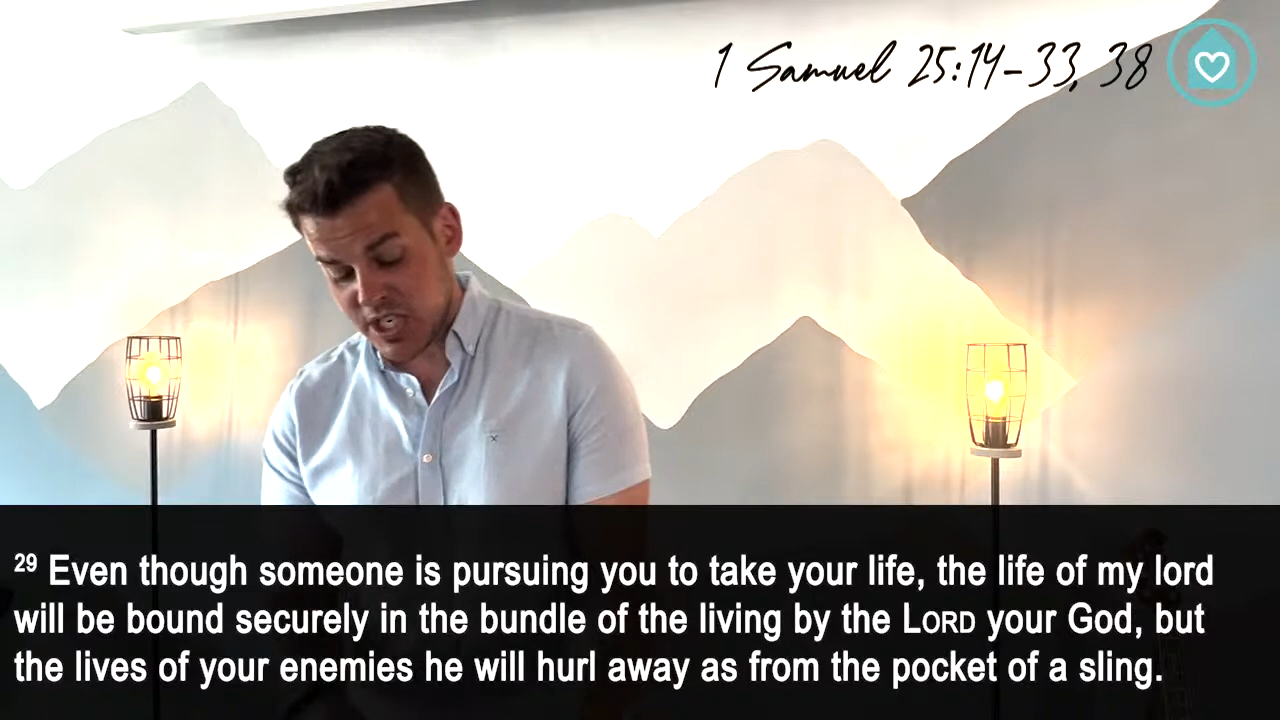 1 Samuel 25:14-33, 38
29 Even though someone is pursuing you to take your life, the life of my lord
will be bound securely in the bundle of the living by the LORD your God, but
the lives of your enemies he will hurl away as from the pocket of a sling.